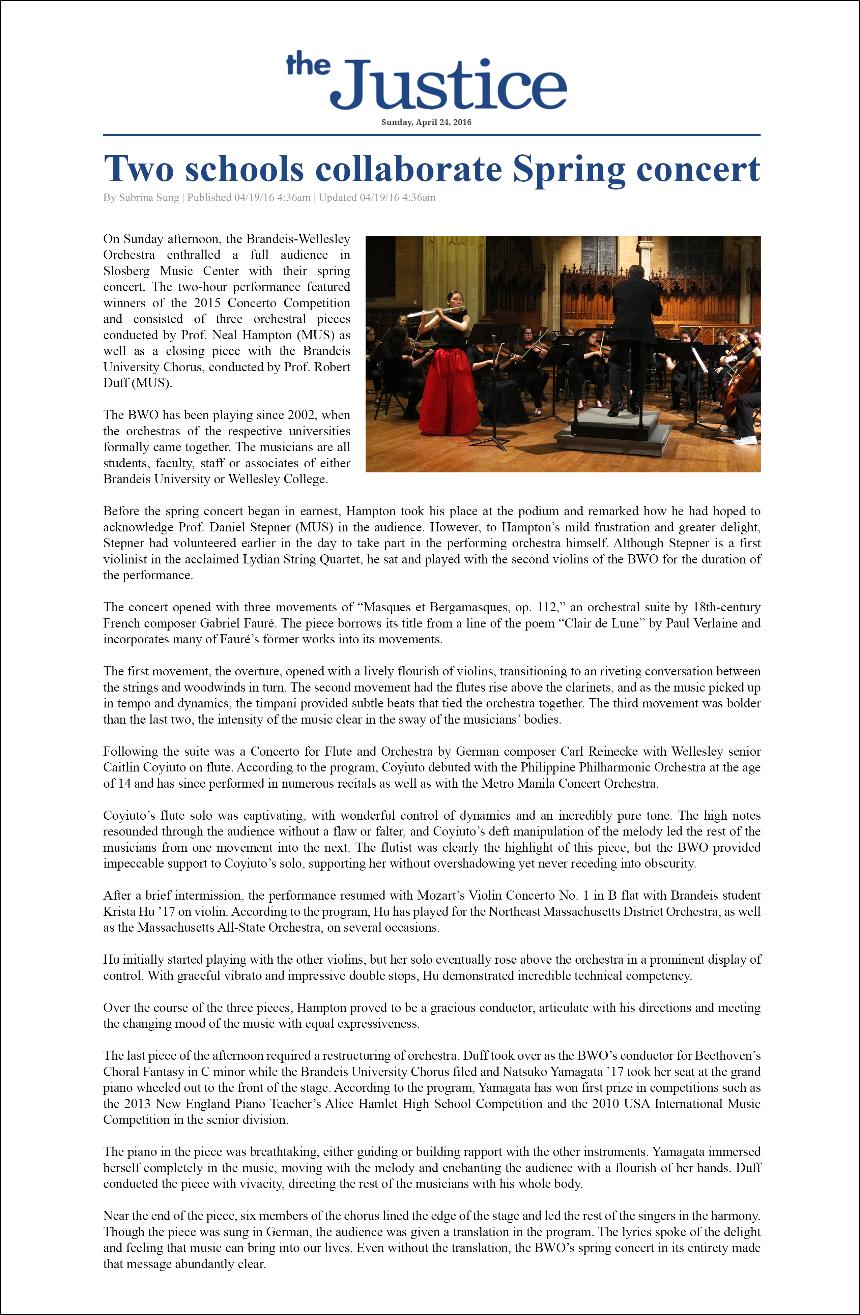 the Justice
Sunday, April 24, 2016
Two schools collaborate Spring concert
By Sabrina Sung | Published 04/19/16 4:36am | Updated 04/19/16 4:36am
On Sunday afternoon, the Brandeis-Wellesley
Orchestra enthralled a full audience in
Slosberg Music Center with their spring
concert. The two-hour performance featured
winners of the 2015 Concerto Competition
and consisted of three orchestral pieces
conducted by Prof. Neal Hampton (MUS) as
well as a closing piece with the Brandeis
University Chorus, conducted by Prof. Robert
Duff (MUS).
The BWO has been playing since 2002, when
the orchestras of the respective universities
formally came together. The musicians are all
students, faculty, staff or associates of either
Brandeis University or Wellesley College.
Before the spring concert began in earnest, Hampton took his place at the podium and remarked how he had hoped to
acknowledge Prof. Daniel Stepner (MUS) in the audience. However, to Hampton's mild frustration and greater delight,
Stepner had volunteered earlier in the day to take part in the performing orchestra himself. Although Stepner is a first
violinist in the acclaimed Lydian String Quartet, he sat and played with the second violins of the BWO for the duration of
the performance.
The concert opened with three movements of “Masques et Bergamasques, op. 112,” an orchestral suite by 18th-century
French composer Gabriel Fauré. The piece borrows its title from a line of the poem “Clair de Lune” by Paul Verlaine and
incorporates many of Fauré's former works into its movements.
The first movement, the overture, opened with a lively flourish of violins, transitioning to an riveting conversation between
the strings and woodwinds in turn. The second movement had the flutes rise above the clarinets, and as the music picked up
in tempo and dynamics, the timpani provided subtle beats that tied the orchestra together. The third movement was bolder
than the last two, the intensity of the music clear in the sway of the musicians' bodies.
Following the suite was a Concerto for Flute and Orchestra by German composer Carl Reinecke with Wellesley senior
Caitlin Coyiuto on flute. According to the program, Coyiuto debuted with the Philippine Philharmonic Orchestra at the age
of 14 and has since performed in numerous recitals as well as with the Metro Manila Concert Orchestra.
Coyiuto's flute solo was captivating, with wonderful control of dynamics and an incredibly pure tone. The high notes
resounded through the audience without a flaw or falter, and Coyiuto's deft manipulation of the melody led the rest of the
musicians from one movement into the next. The flutist was clearly the highlight of this piece, but the BWO provided
impeccable support to Coyiuto's solo, supporting her without overshadowing yet never receding into obscurity.
After a brief intermission, the performance resumed with Mozart's Violin Concerto No. 1 in B flat with Brandeis student
Krista Hu '17 on violin. According to the program, Hu has played for the Northeast Massachusetts District Orchestra, as well
as the Massachusetts All-State Orchestra, on several occasions.
Hu initially started playing with the other violins, but her solo eventually rose above the orchestra in a prominent display of
control. With graceful vibrato and impressive double stops, Hu demonstrated incredible technical competency.
Over the course of the three pieces, Hampton proved to be a gracious conductor, articulate with his directions and meeting
the changing mood of the music with equal expressiveness.
The last piece of the afternoon required a restructuring of orchestra. Duff took over as the BWO's conductor for Beethoven's
Choral Fantasy in C minor while the Brandeis University Chorus filed and Natsuko Yamagata '17 took her seat at the grand
piano wheeled out to the front of the stage. According to the program, Yamagata has won first prize in competitions such as
the 2013 New England Piano Teacher's Alice Hamlet High School Competition and the 2010 USA International Music
Competition in the senior division.
The piano in the piece was breathtaking, either guiding or building rapport with the other instruments. Yamagata immersed
herself completely in the music, moving with the melody and enchanting the audience with a flourish of her hands. Duff
conducted the piece with vivacity, directing the rest of the musicians with his whole body.
Near the end of the piece, six members of the chorus lined the edge of the stage and led the rest of the singers in the harmony.
Though the piece was sung in German, the audience was given a translation in the program. The lyrics spoke of the delight
and feeling that music can bring into our lives. Even without the translation, the BWO's spring concert in its entirety made
that message abundantly clear.